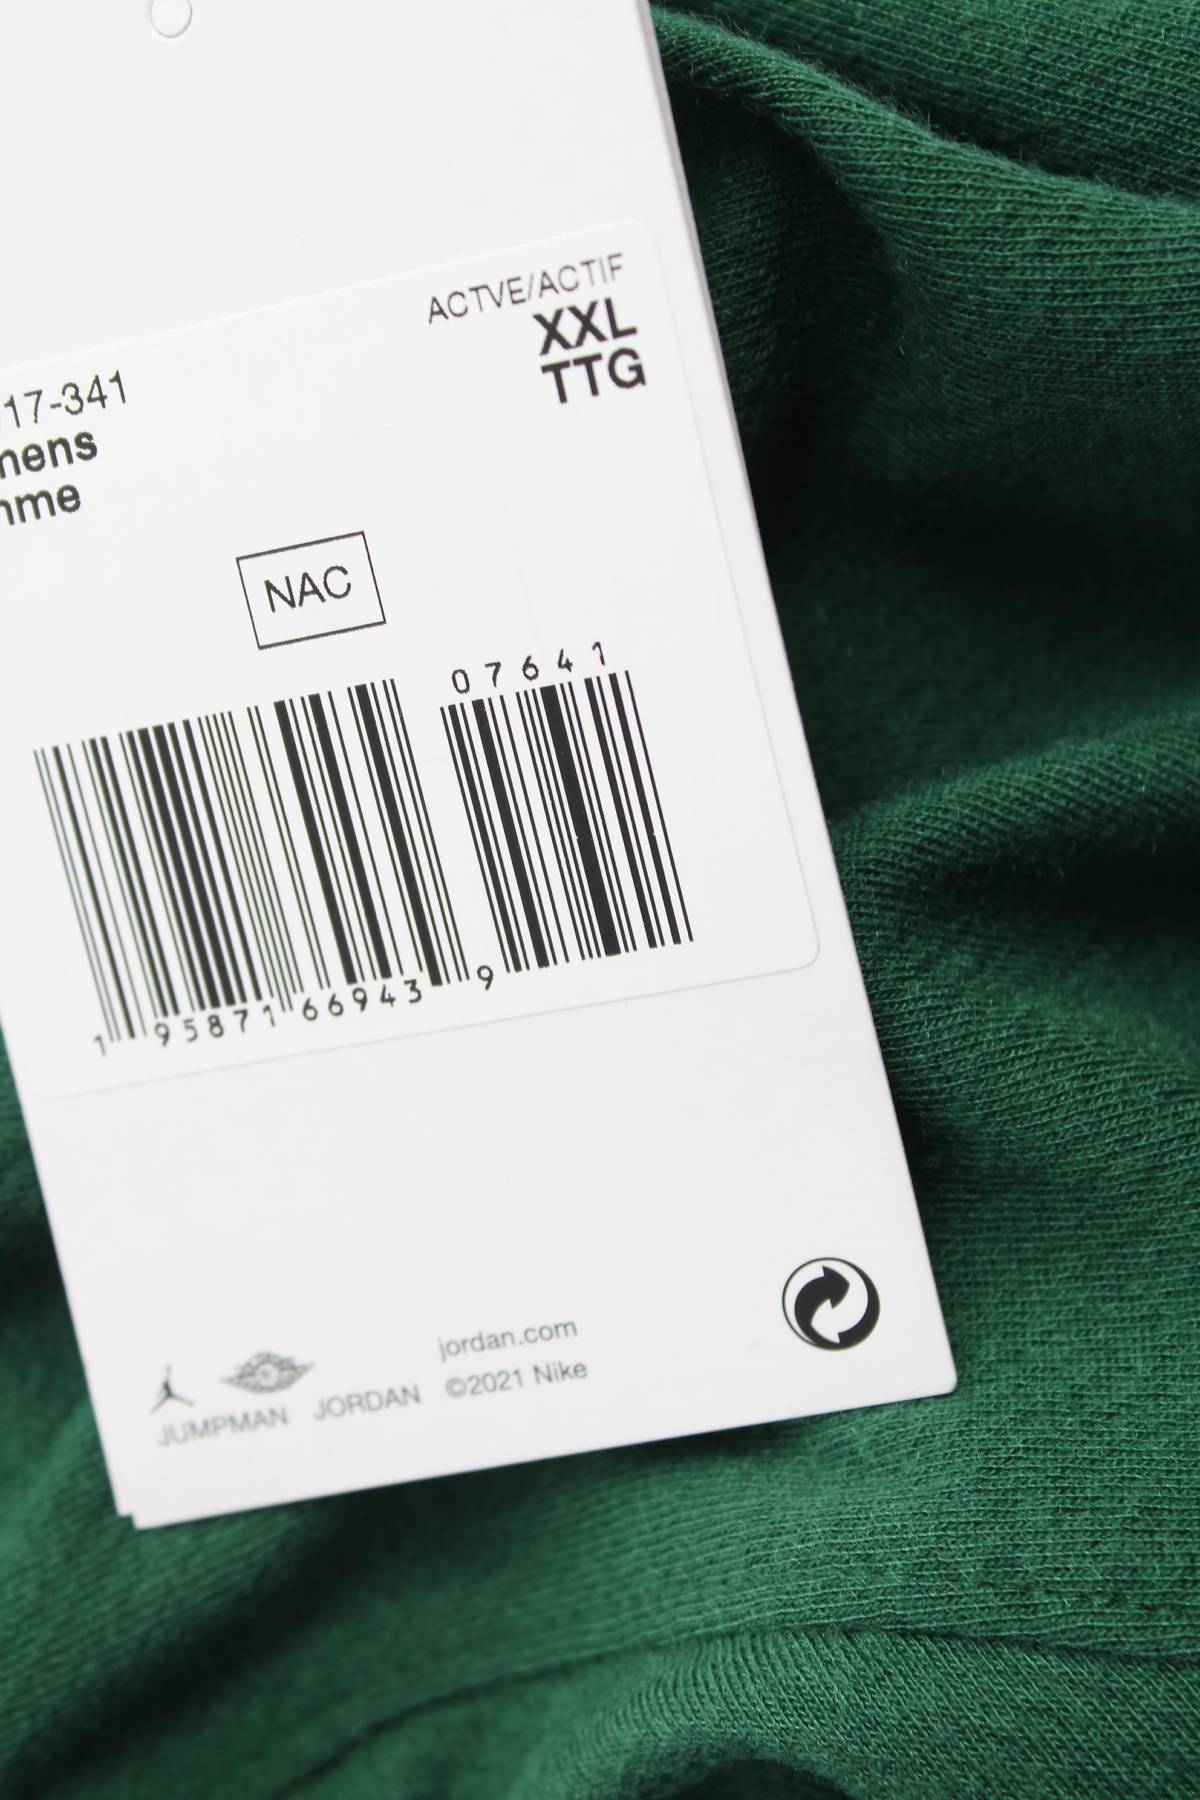 ACTVE/ACTIF
XXL
TTG
17-341
mens
mme
NAC
07641
1 95871 66943 9
jordan.com
JUMPMAN JORDAN ©2021 Nike